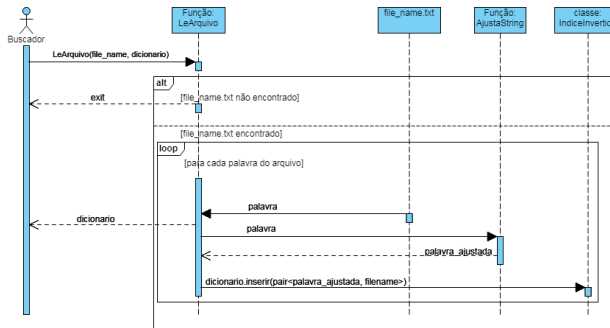 Buscador
Função:
LeArquivo
file_name.txt
Função:
AjustaString
classe:
IndiceInvertid
LeArquivo(file_name, dicionario)
alt
exit
[file_name.txt não encontrado]
[file_name.txt encontrado]
loop
[para cada palavra do arquivo]
palavra
dicionario
palavra
palavra_ajustada
dicionario.inserir(pair<palavra_ajustada, filename>)